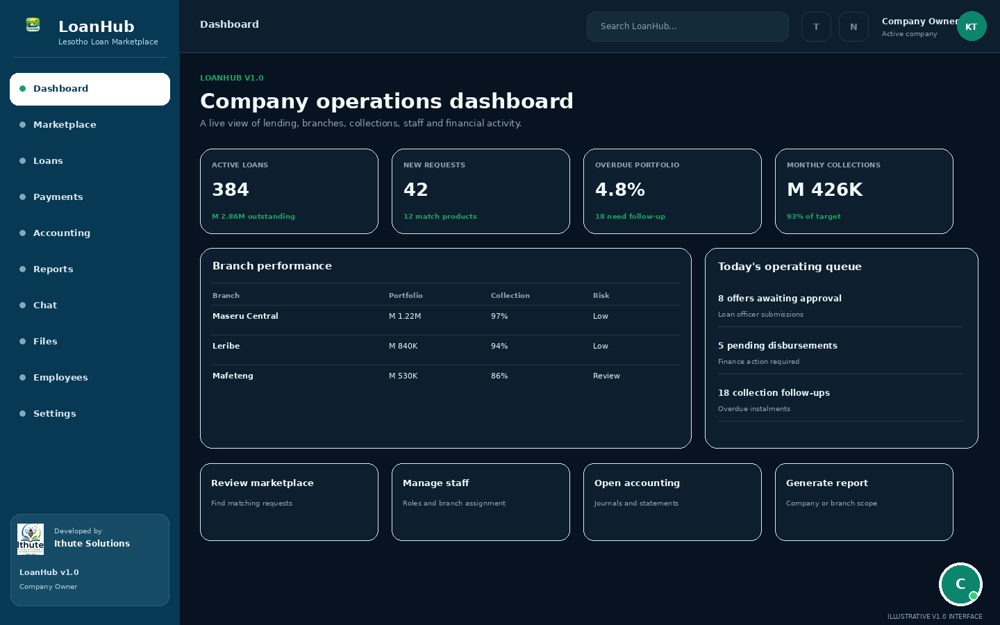 LoanHub
Lesotho Loan Marketplace
Dashboard
Marketplace
Loans
Payments
Accounting
Reports
Chat
Files
Employees
Settings
Ithute
SOLUTIONS
Developed by
Ithute Solutions
LoanHub v1.0
Company Owner
Dashboard
Search LoanHub...
T
N
Company Owner
Active company
KT
LOANHUB V1.0
Company operations dashboard
A live view of lending, branches, collections, staff and financial activity.
ACTIVE LOANS
384
M 2.86M outstanding
NEW REQUESTS
42
12 match products
OVERDUE PORTFOLIO
4.8%
18 need follow-up
MONTHLY COLLECTIONS
M 426K
93% of target
Branch performance
Branch Portfolio Collection Risk
Maseru Central M 1.22M 97% Low
Leribe M 840K 94% Low
Mafeteng M 530K 86% Review
Today's operating queue
8 offers awaiting approval
Loan officer submissions
5 pending disbursements
Finance action required
18 collection follow-ups
Overdue instalments
Review marketplace
Find matching requests
Manage staff
Roles and branch assignment
Open accounting
Journals and statements
Generate report
Company or branch scope
C
ILLUSTRATIVE V1.0 INTERFACE